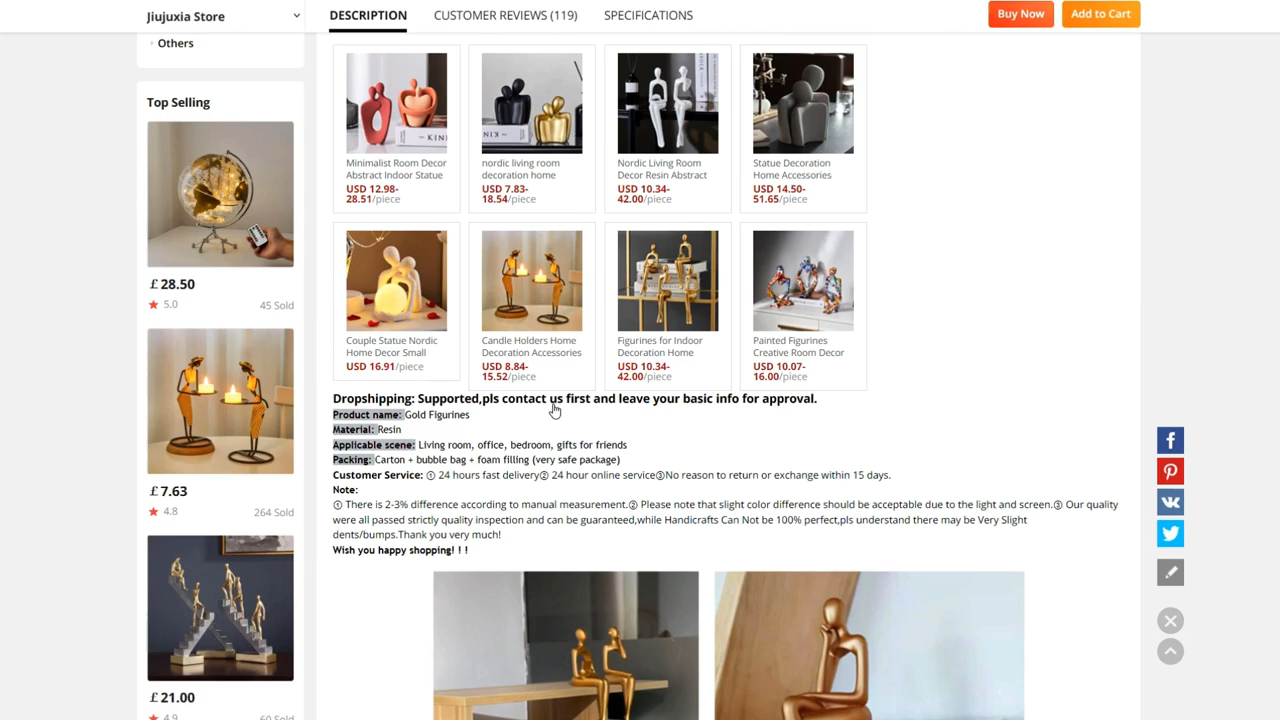 Jiujuxia Store
DESCRIPTION
CUSTOMER REVIEWS (119)
SPECIFICATIONS
Buy Now
Add to Cart
Others
Top Selling
£28.50
5.0
45 Sold
£7.63
4.8
264 Sold
£21.00
4.9
60 Sold
Minimalist Room Decor
Abstract Indoor Statue
USD 12.98-
28.51/piece
nordic living room
decoration home
USD 7.83-
18.54/piece
Nordic Living Room
Decor Resin Abstract
USD 10.34-
42.00/piece
Statue Decoration
Home Accessories
USD 14.50-
51.65/piece
Couple Statue Nordic
Home Decor Small
USD 16.91/piece
Candle Holders Home
Decoration Accessories
USD 8.84-
15.52/piece
Figurines for Indoor
Decoration Home
USD 10.34-
42.00/piece
Painted Figurines
Creative Room Decor
USD 10.07-
16.00/piece
Dropshipping: Supported,pls contact us first and leave your basic info for approval.
Product name: Gold Figurines
Material: Resin
Applicable scene: Living room, office, bedroom, gifts for friends
Packing: Carton + bubble bag + foam filling (very safe package)
Customer Service: ① 24 hours fast delivery② 24 hour online service③No reason to return or exchange within 15 days.
Note:
① There is 2-3% difference according to manual measurement.② Please note that slight color difference should be acceptable due to the light and screen.③ Our quality
were all passed strictly quality inspection and can be guaranteed,while Handicrafts Can Not be 100% perfect,pls understand there may be Very Slight
dents/bumps.Thank you very much!
Wish you happy shopping! ! !